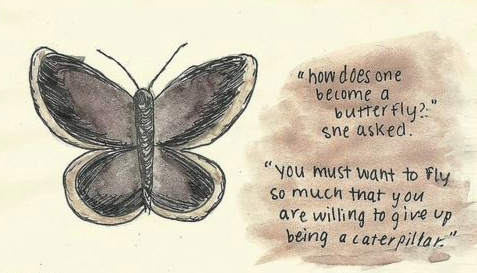 "how does one
become a
butterfly?"
she asked.
"you must want to fly
so much that you
are willing to give up
being a caterpillar."